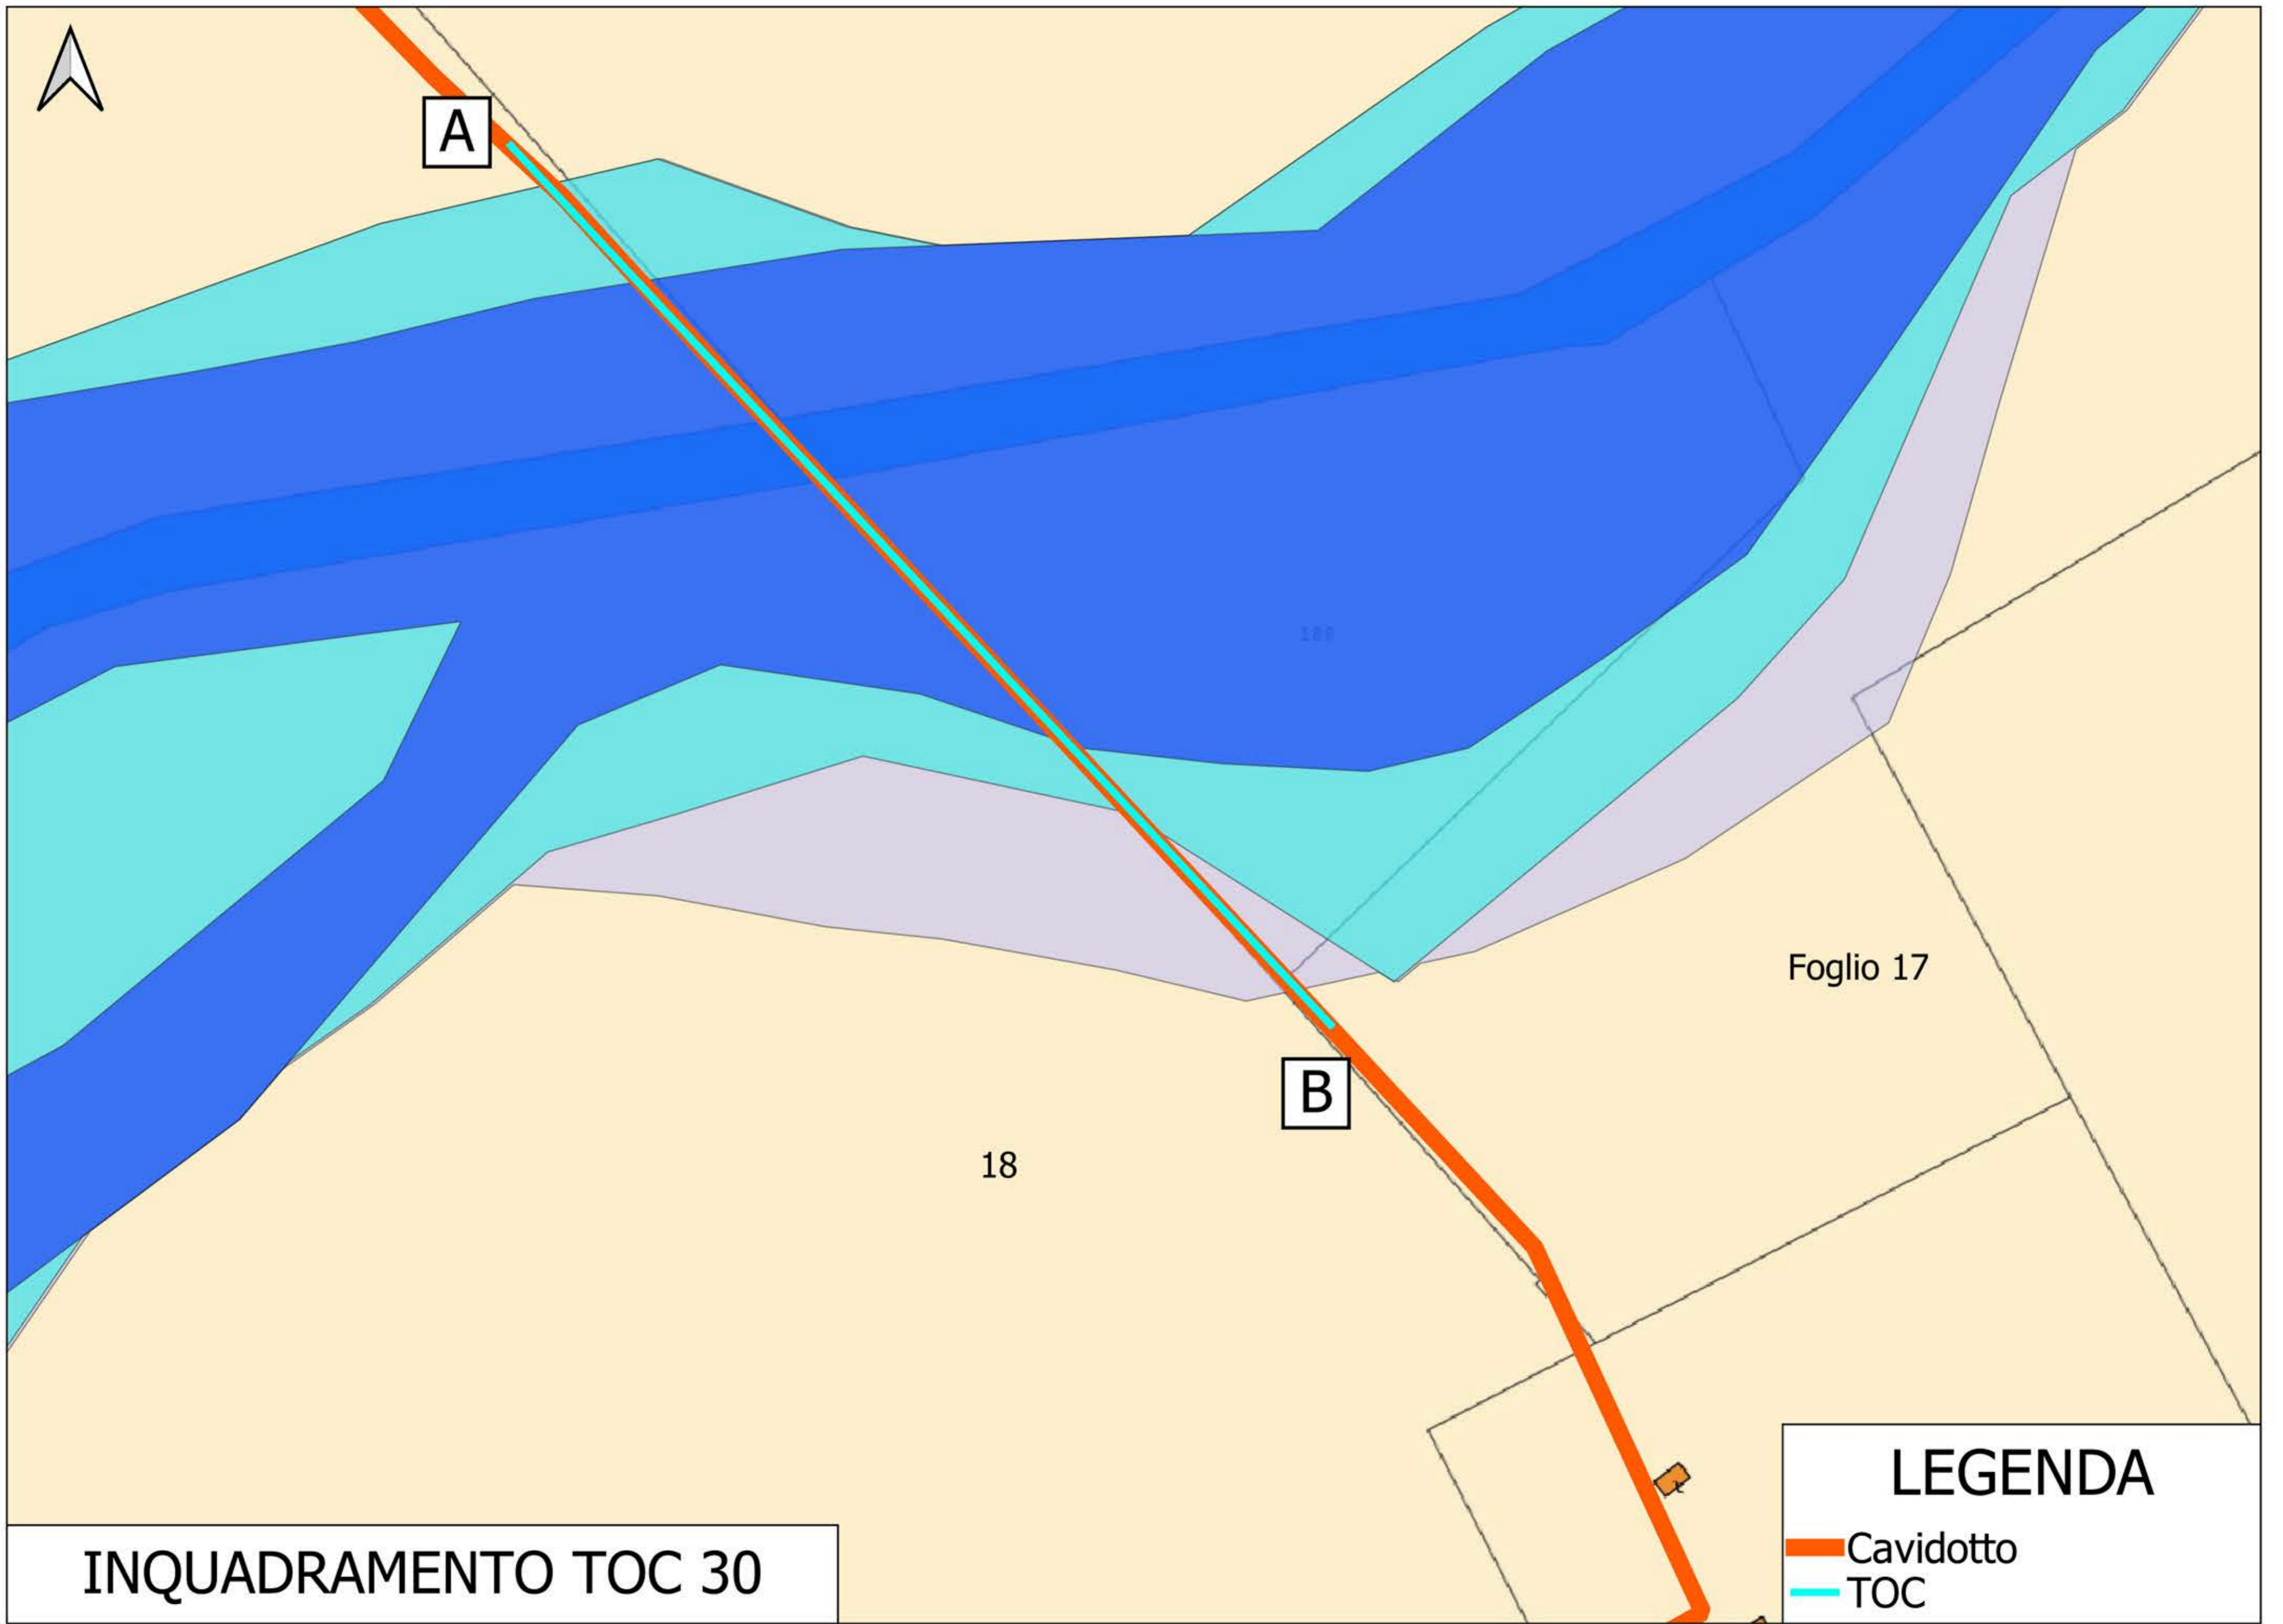 A
B
Foglio 17
18
INQUADRAMENTO TOC 30
LEGENDA
Cavidotto
TOC